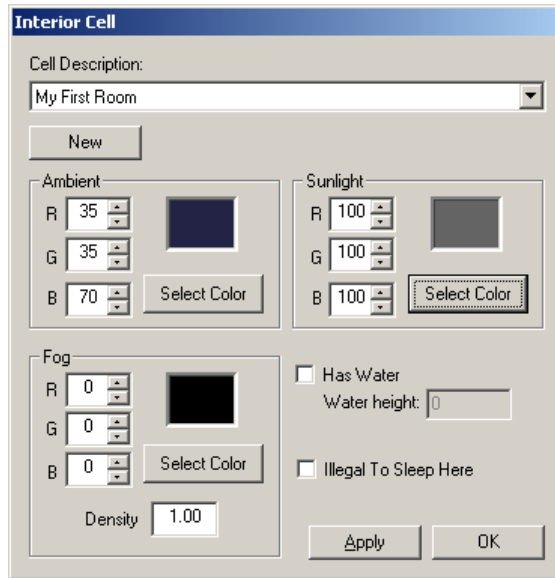 Interior Cell
Cell Description:
My First Room
New
Ambient
R 35
G 35
B 70
Select Color
Sunlight
R 100
G 100
B 100
Select Color
Fog
R 0
G 0
B 0
Select Color
Density 1.00
Has Water
Water height: 0
Illegal To Sleep Here
Apply
OK